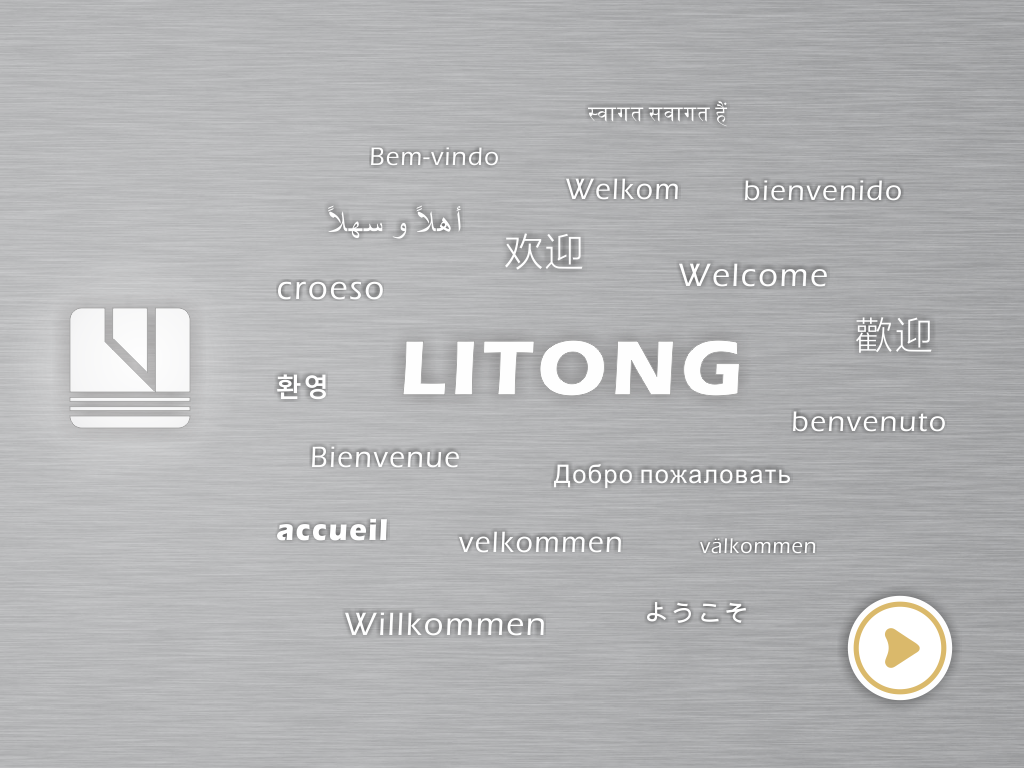 स्वागत सवागत हैं
Bem-vindo
Welkom
bienvenido
أهلاً و سهلاً
欢迎
Welcome
croeso
歡迎
LITONG
환영
benvenuto
Bienvenue
Добро пожаловать
accueil
velkommen
välkommen
Willkommen
ようこそ